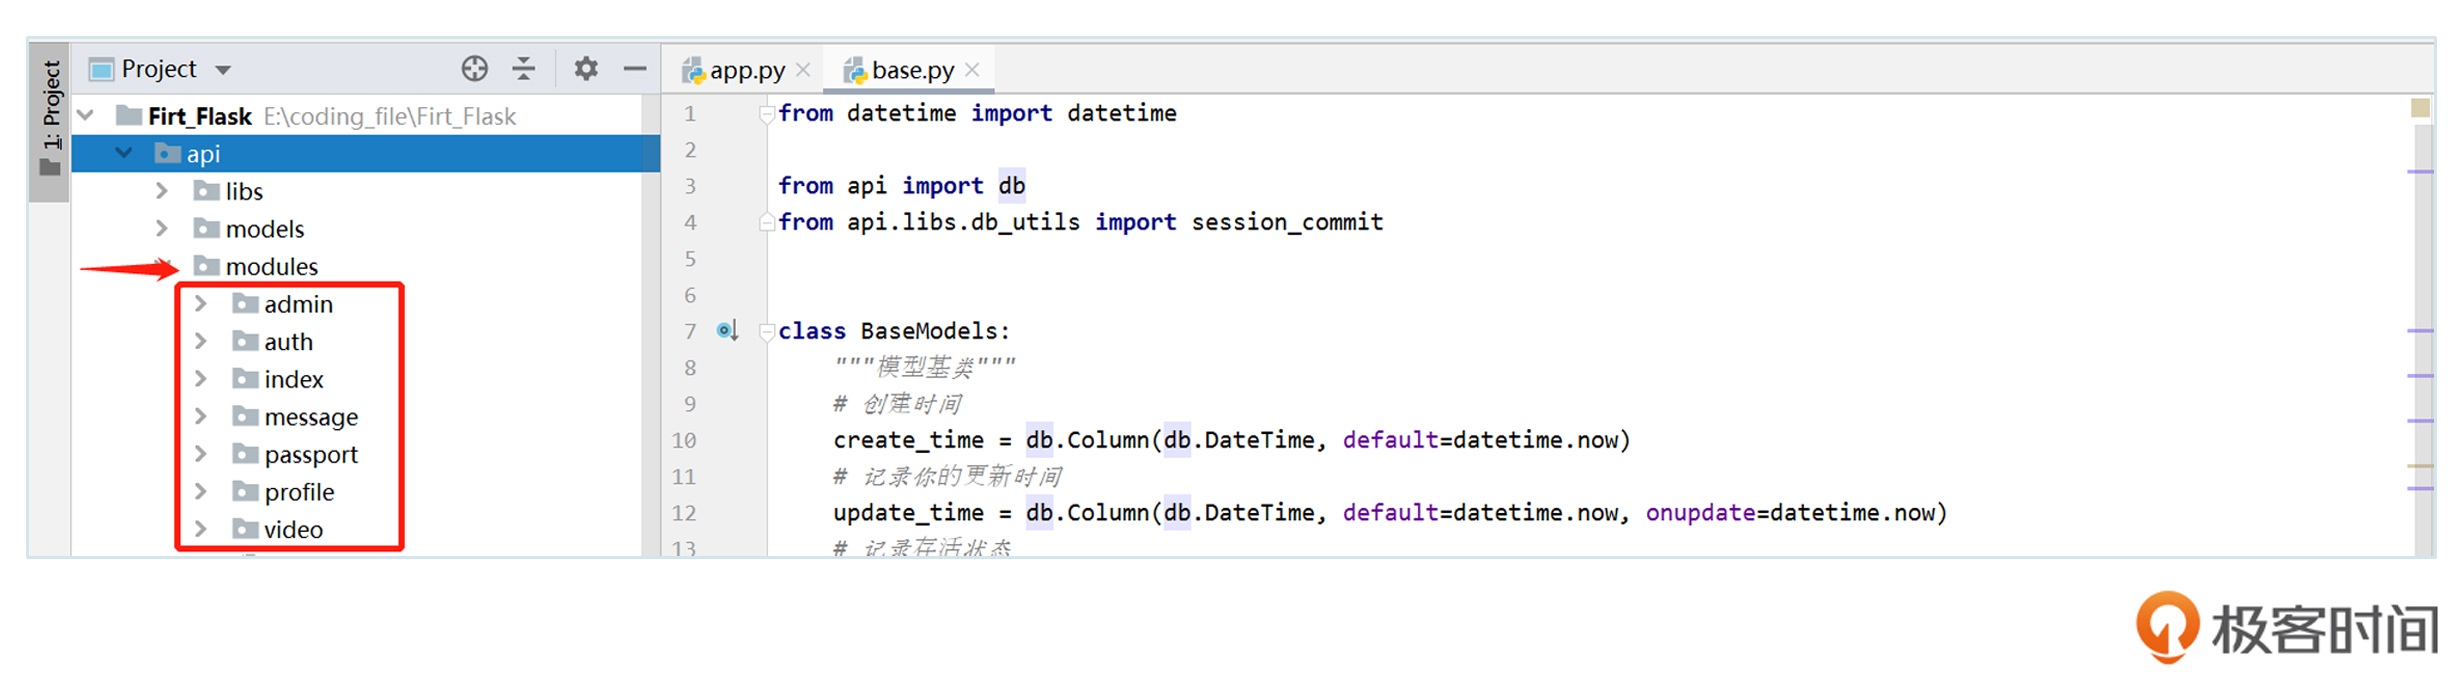 1: Project
Project
Firt_Flask E:\coding_file\Firt_Flask
api
libs
models
modules
admin
auth
index
message
passport
profile
video
app.py
base.py
1 from datetime import datetime
2
3 from api import db
4 from api.libs.db_utils import session_commit
5
6
7 class BaseModels:
8 """模型基类"""
9 # 创建时间
10 create_time = db.Column(db.DateTime, default=datetime.now)
11 # 记录你的更新时间
12 update_time = db.Column(db.DateTime, default=datetime.now, onupdate=datetime.now)
13 # 记录存活状态
极客时间